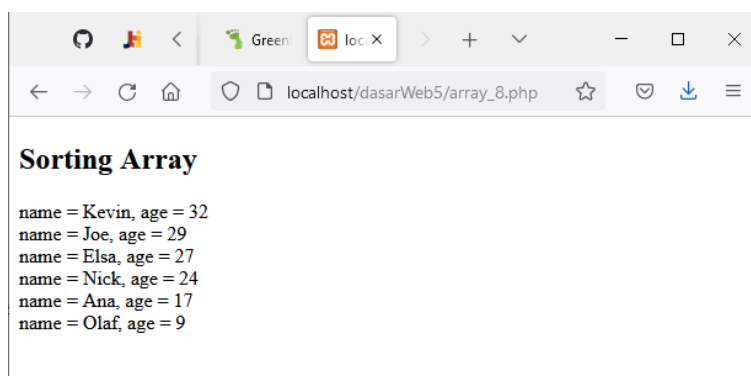 Green
loc
localhost/dasarWeb5/array_8.php
Sorting Array
name = Kevin, age = 32
name = Joe, age = 29
name = Elsa, age = 27
name = Nick, age = 24
name = Ana, age = 17
name = Olaf, age = 9